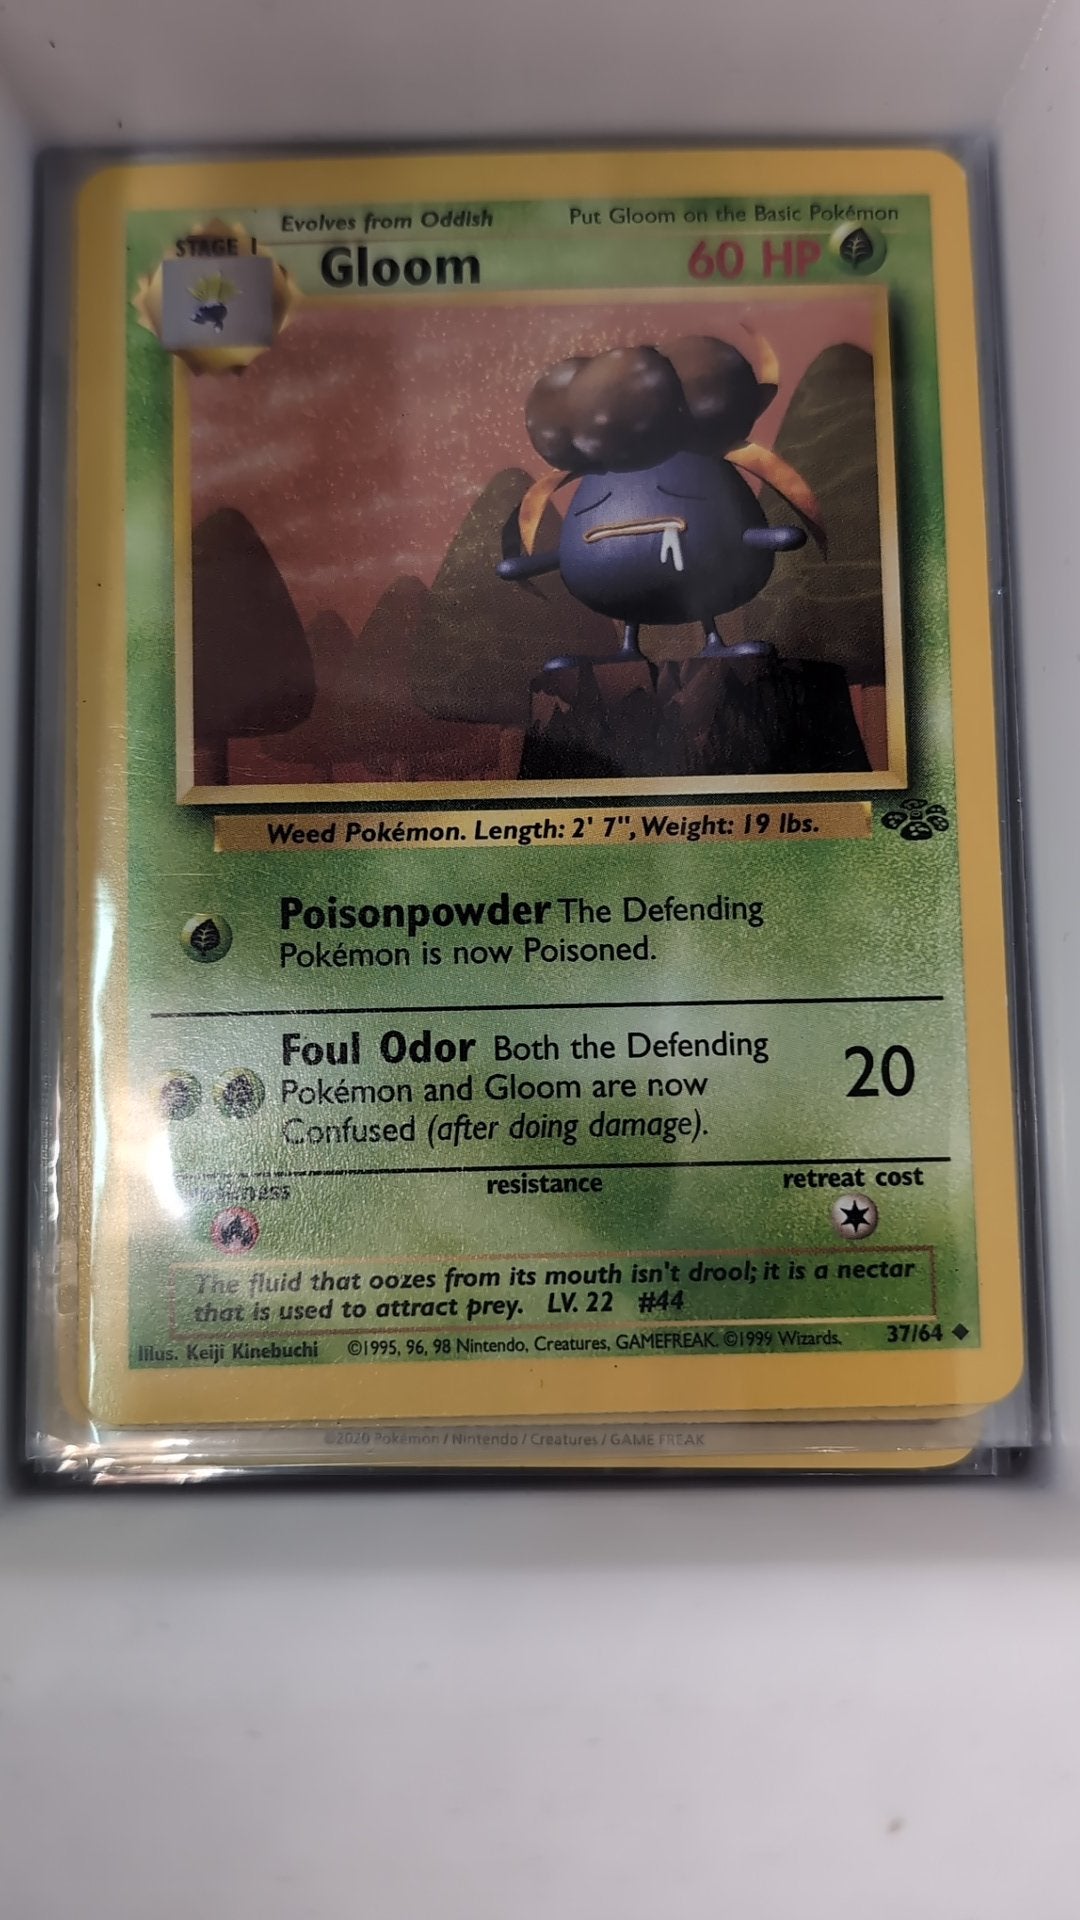 Evolves from Oddish Put Gloom on the Basic Pokémon
STAGE 1
Gloom 60 HP
Weed Pokémon. Length: 2' 7", Weight: 19 lbs.
Poisonpowder The Defending
Pokémon is now Poisoned.
Foul Odor Both the Defending
Pokémon and Gloom are now
Confused (after doing damage).
20
weakness resistance retreat cost
The fluid that oozes from its mouth isn't drool; it is a nectar
that is used to attract prey. LV. 22 #44
Illus. Keiji Kinebuchi ©1995, 96, 98 Nintendo, Creatures, GAMEFREAK. ©1999 Wizards. 37/64
©2020 Pokémon / Nintendo / Creatures / GAME FREAK